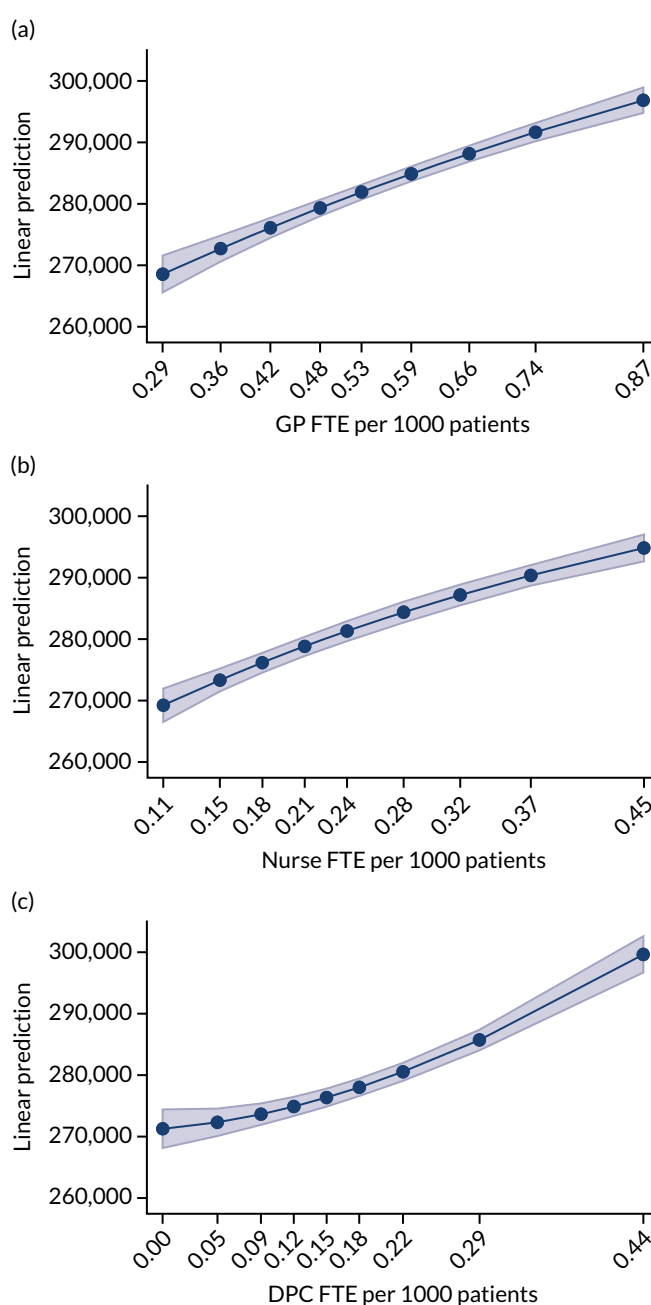 (a)
300,000
290,000
280,000
270,000
260,000
Linear prediction
0.29 0.36 0.42 0.48 0.53 0.59 0.66 0.74 0.87
GP FTE per 1000 patients
(b)
300,000
290,000
280,000
270,000
260,000
Linear prediction
0.11 0.15 0.18 0.21 0.24 0.28 0.32 0.37 0.45
Nurse FTE per 1000 patients
(c)
300,000
290,000
280,000
270,000
260,000
Linear prediction
0.00 0.05 0.09 0.12 0.15 0.18 0.22 0.29 0.44
DPC FTE per 1000 patients